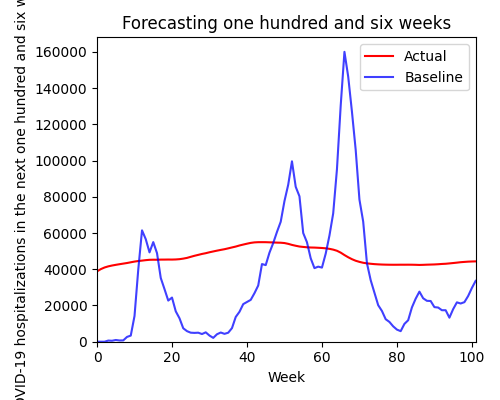 Forecasting one hundred and six weeks
OVID-19 hospitalizations in the next one hundred and six w
160000
140000
120000
100000
80000
60000
40000
20000
0
Actual
Baseline
0 20 40 60 80 100
Week